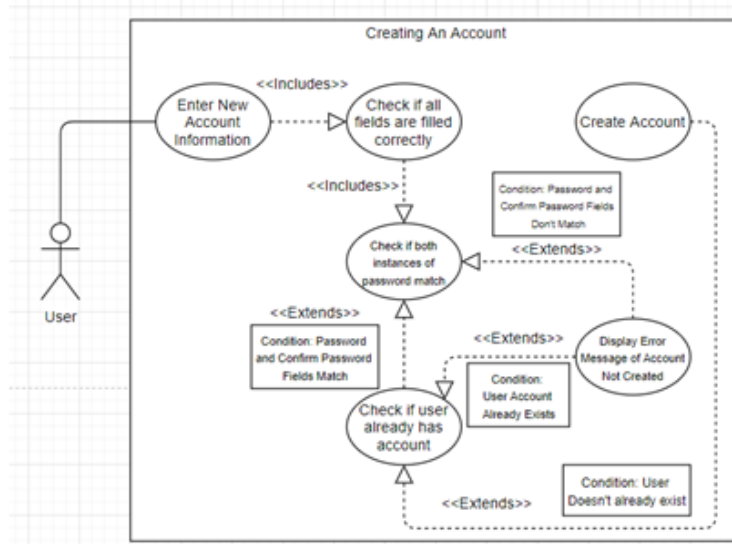 Creating An Account
<<Includes>>
Enter New
Account
Information
Check if all
fields are filled
correctly
Create Account
<<Includes>>
Condition: Password and
Confirm Password Fields
Don't Match
<<Extends>>
Check if both
instances of
password match
User
<<Extends>>
Condition: Password
and Confirm Password
Fields Match
<<Extends>>
Display Error
Message of Account
Not Created
Condition:
User Account
Already Exists
Check if user
already has
account
Condition: User
Doesn't already exist
<<Extends>>